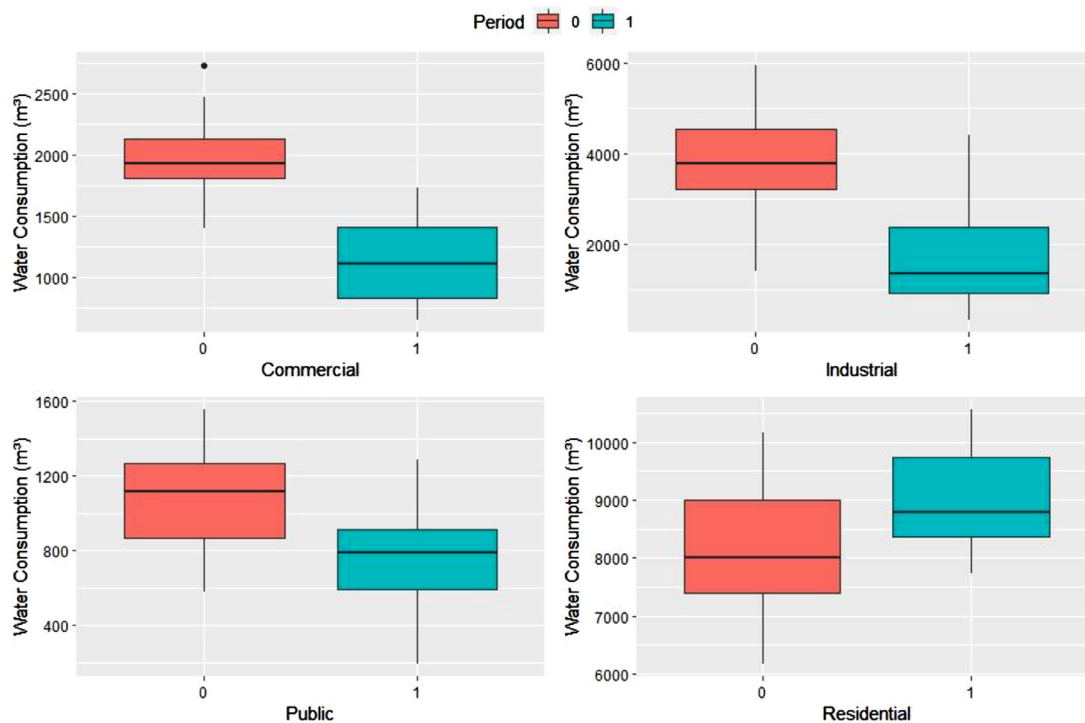 Period 0 1
Water Consumption (m³)
2500
2000
1500
1000
0 1
Commercial
Water Consumption (m³)
6000
4000
2000
0 1
Industrial
Water Consumption (m³)
1600
1200
800
400
0 1
Public
Water Consumption (m³)
10000
9000
8000
7000
6000
0 1
Residential